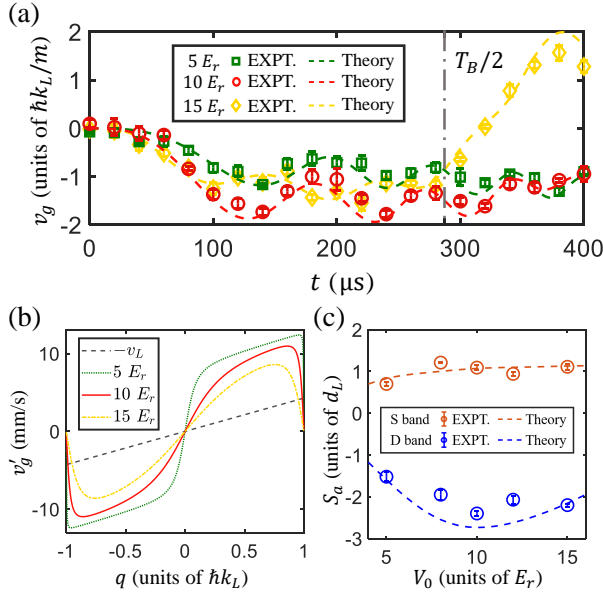 (a)
2
1
0
-1
-2
v_g (units of ħk_L/m)
5 E_r EXPT. Theory
10 E_r EXPT. Theory
15 E_r EXPT. Theory
T_B/2
0 100 200 300 400
t (μs)
(b)
10
0
-10
v_g′ (mm/s)
−v_L
5 E_r
10 E_r
15 E_r
-1 -0.5 0 0.5 1
q (units of ħk_L)
(c)
2
1
0
-1
-2
-3
S_a (units of d_L)
S band EXPT. Theory
D band EXPT. Theory
5 10 15
V_0 (units of E_r)